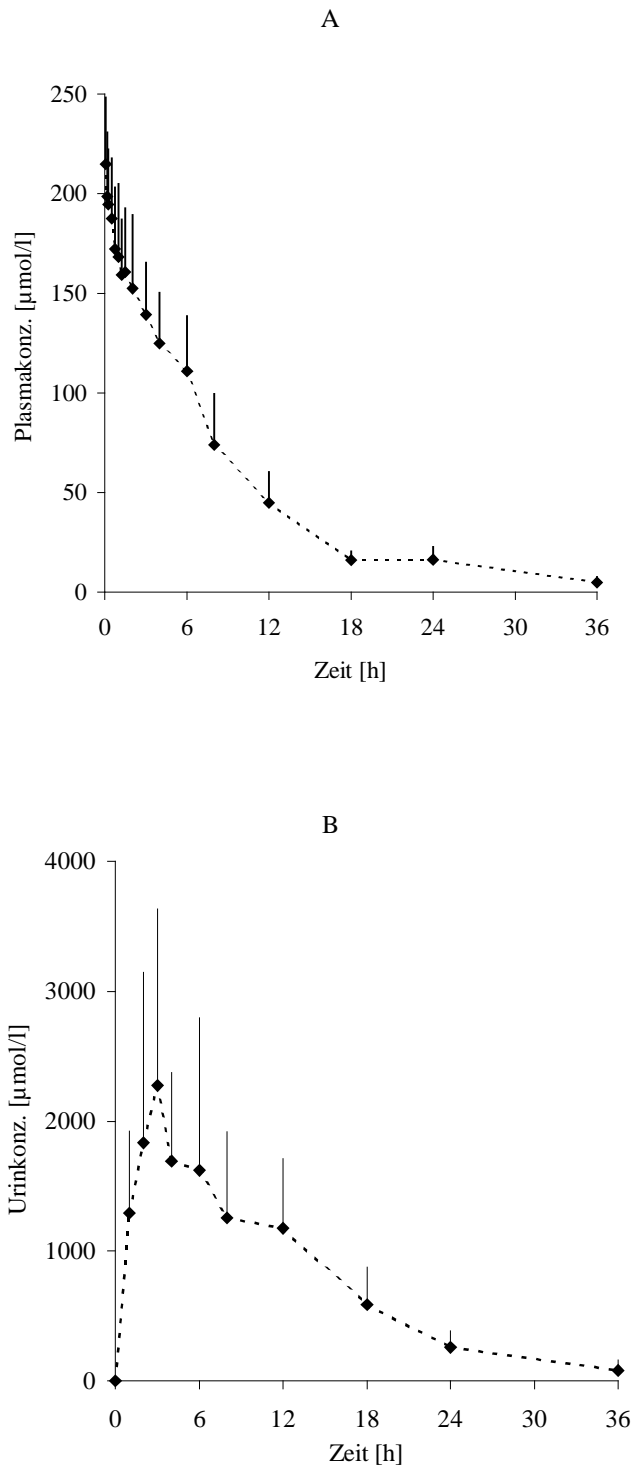 A
250
200
150
100
50
0
Plasmakonz. [µmol/l]
0 6 12 18 24 30 36
Zeit [h]
B
4000
3000
2000
1000
0
Urinkonz. [µmol/l]
0 6 12 18 24 30 36
Zeit [h]